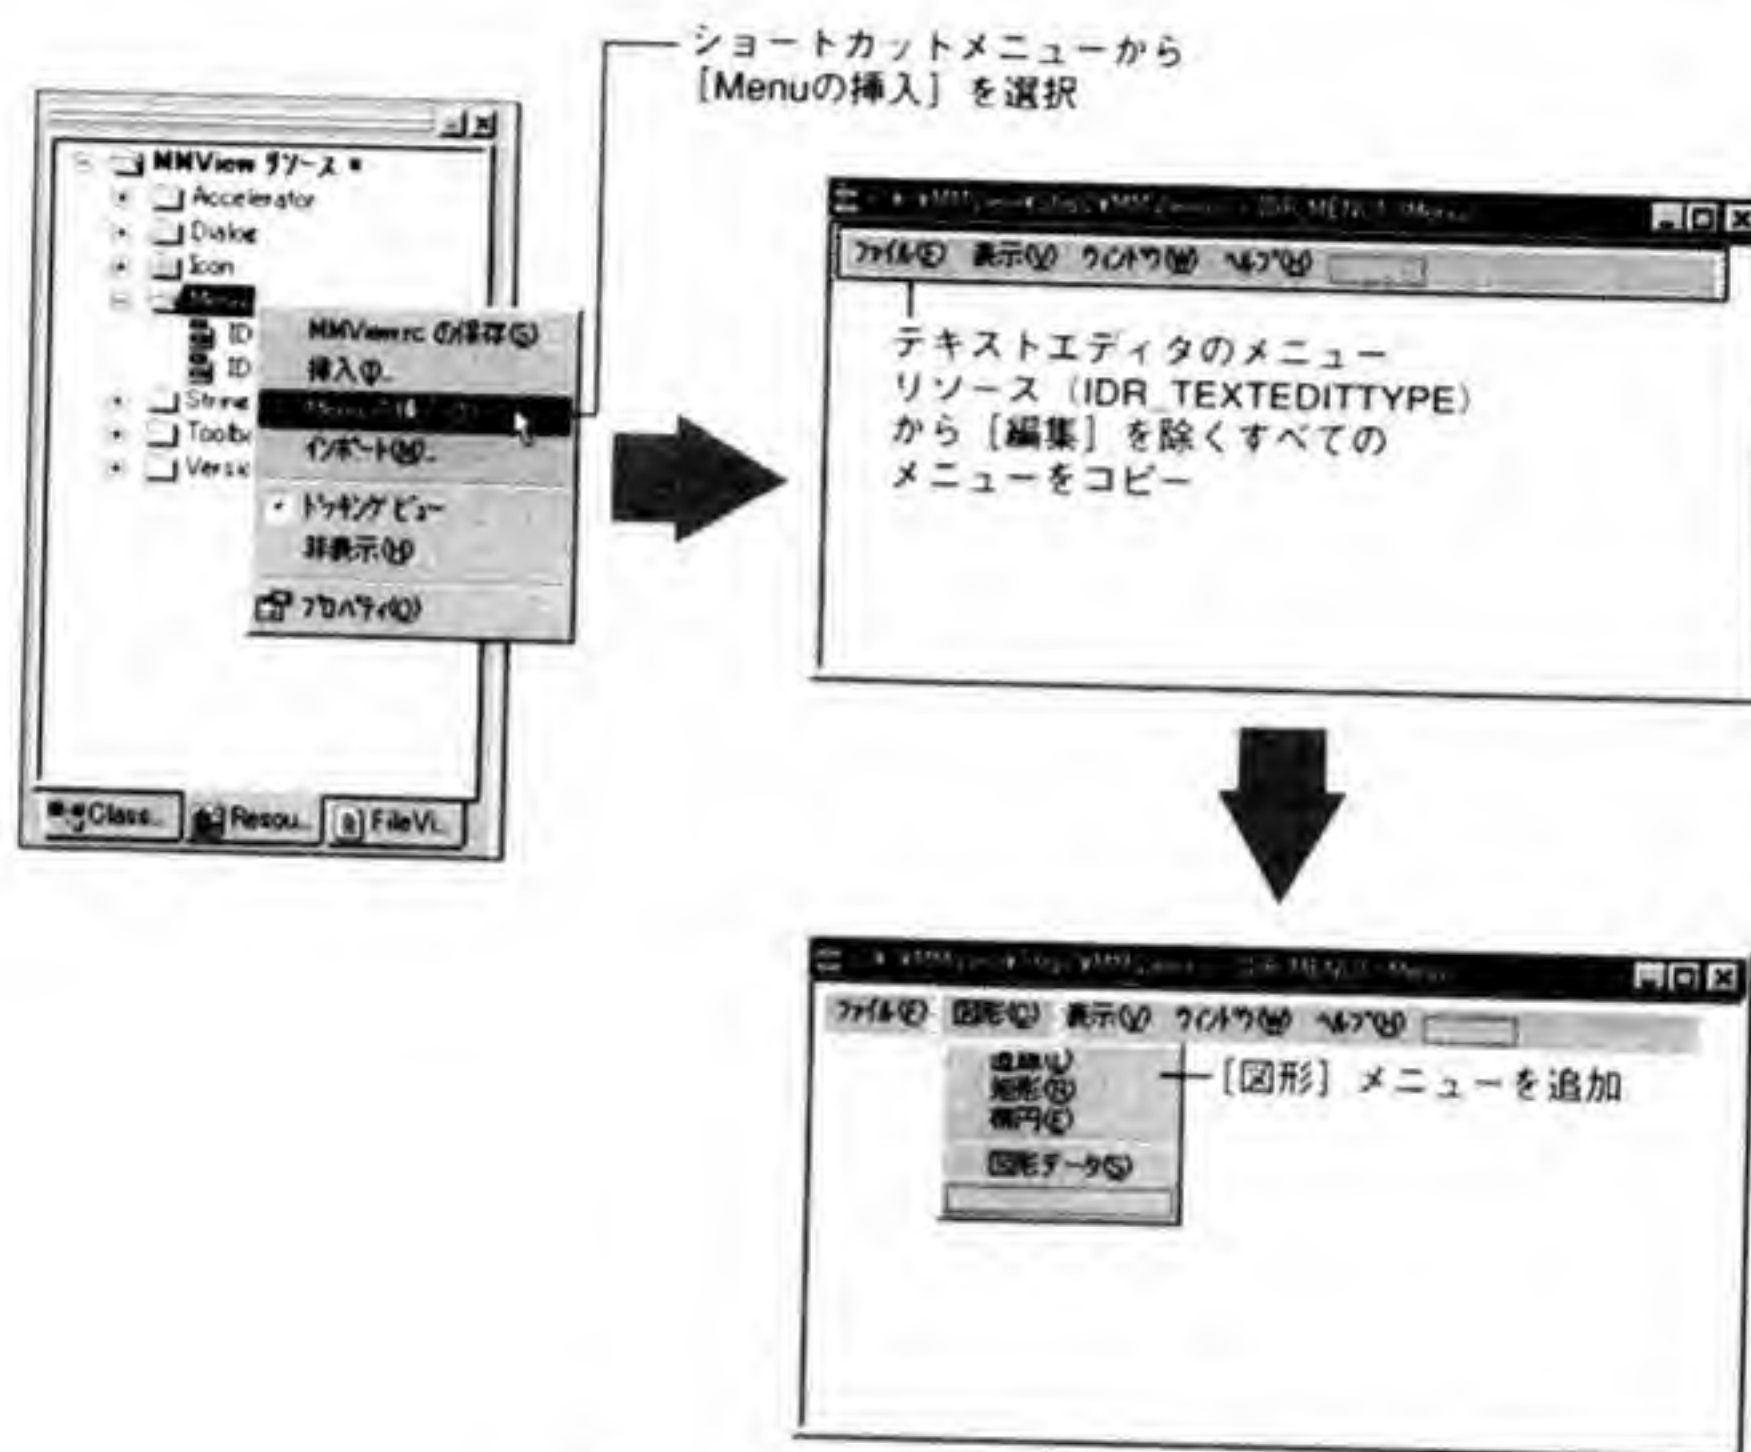 ショートカットメニューから
[Menuの挿入] を選択
MMView リソース *
Accelerator
Dialog
Icon
Menu
ID
ID
String
Toolba
Versio
MMView.rc の保存(S)
挿入(I)...
インポート(M)...
ドッキング ビュー
非表示(H)
プロパティ(O)
Class...
Resou...
FileVi...
ファイル(F) 表示(V) ウィンドウ(W) ヘルプ(H)
テキストエディタのメニュー
リソース (IDR_TEXTEDITTYPE)
から [編集] を除くすべての
メニューをコピー
ファイル(F) 図形(C) 表示(V) ウィンドウ(W) ヘルプ(H)
直線(L)
矩形(R)
楕円(E)
図形データ(S)
[図形] メニューを追加